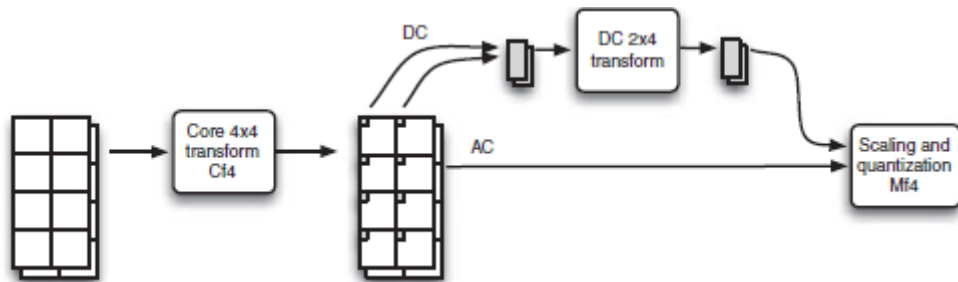 DC
DC 2x4
transform
Core 4x4
transform
Cf4
AC
Scaling and
quantization
Mf4